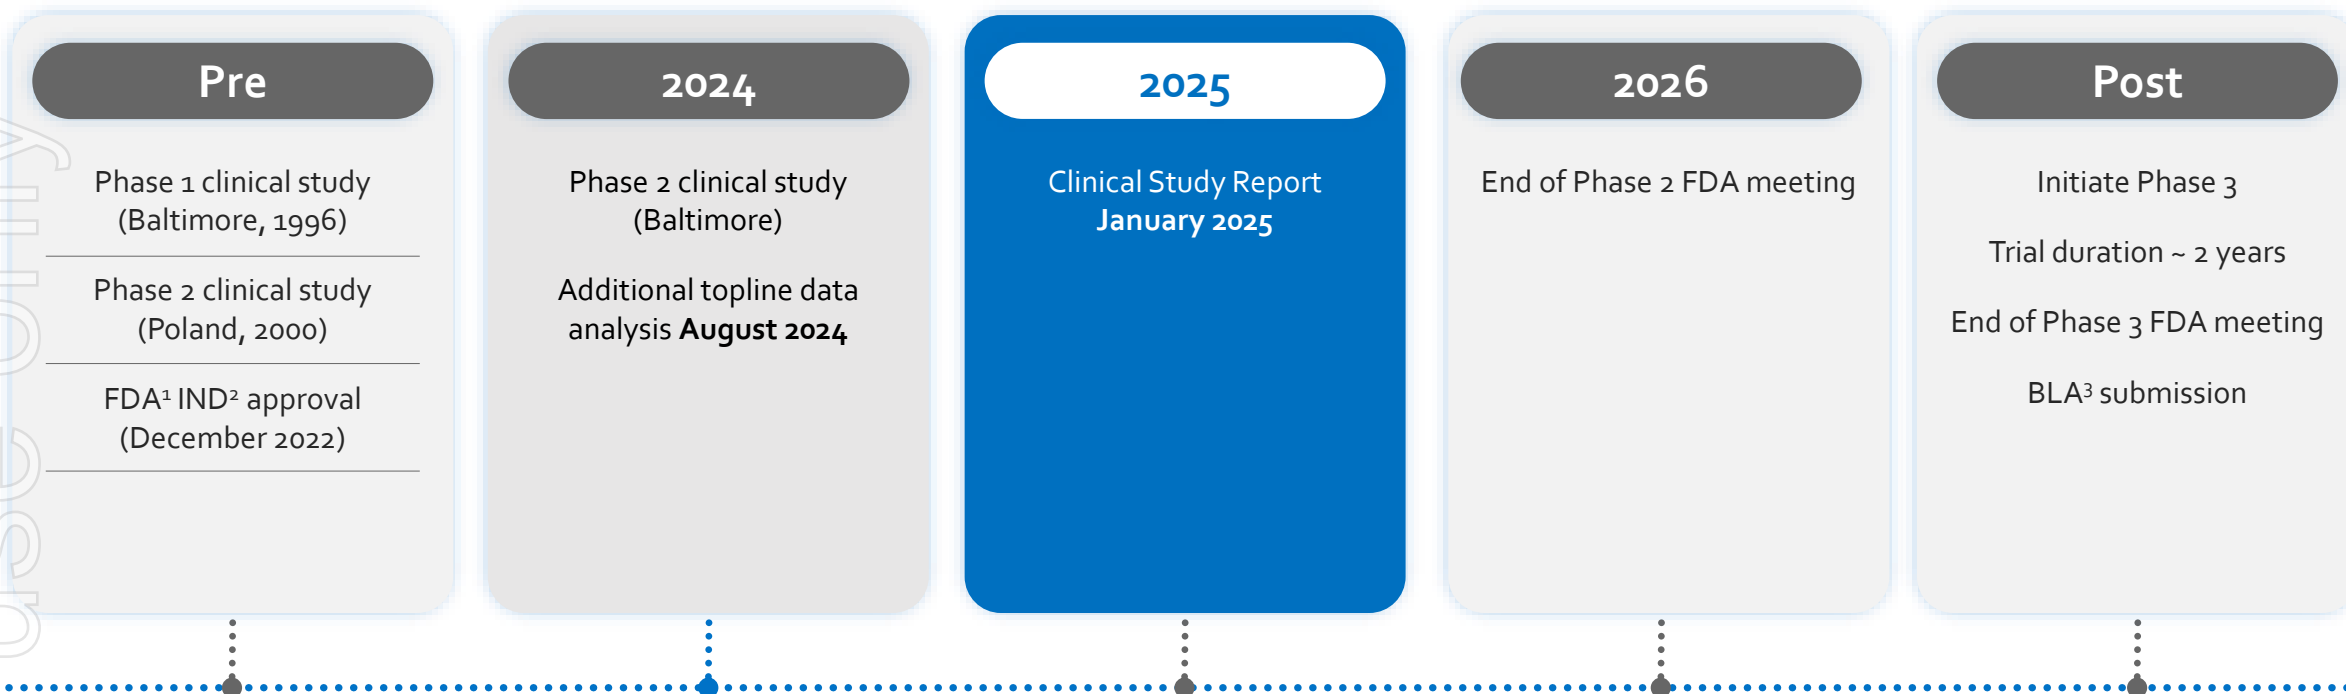 Pre
Phase 1 clinical study
(Baltimore, 1996)
Phase 2 clinical study
(Poland, 2000)
FDA¹ IND² approval
(December 2022)
2024
Phase 2 clinical study
(Baltimore)
Additional topline data
analysis August 2024
2025
Clinical Study Report
January 2025
2026
End of Phase 2 FDA meeting
Post
Initiate Phase 3
Trial duration ~ 2 years
End of Phase 3 FDA meeting
BLA³ submission
use only